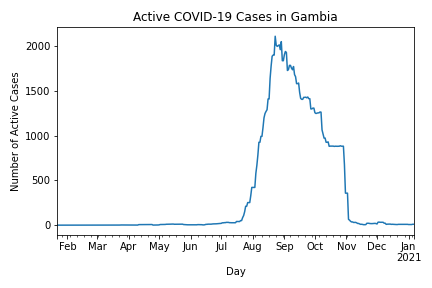 Active COVID-19 Cases in Gambia
Number of Active Cases
2000
1500
1000
500
0
Feb Mar Apr May Jun Jul Aug Sep Oct Nov Dec Jan
2021
Day